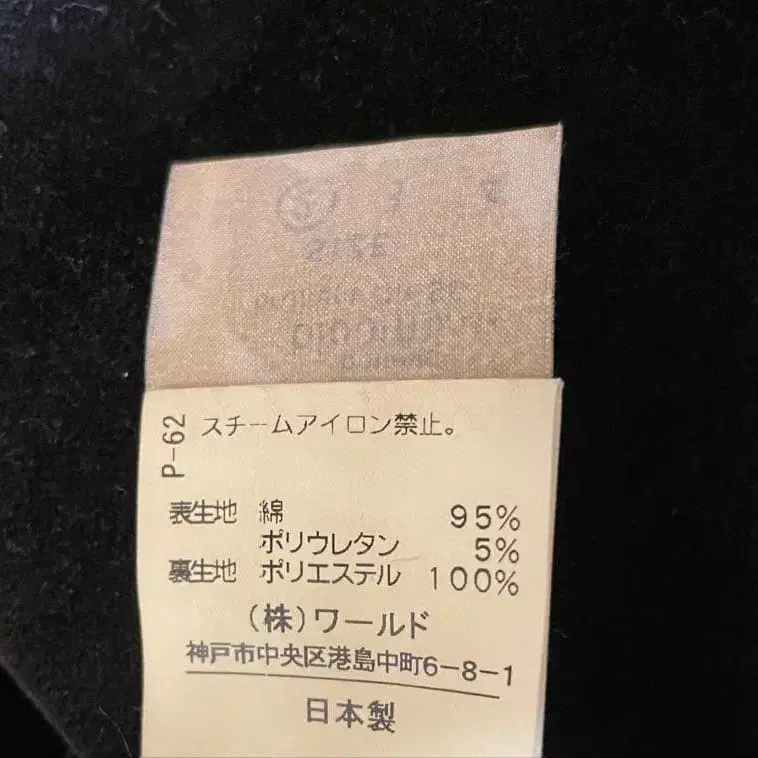 P-62
スチームアイロン禁止。
表生地 綿 95%
ポリウレタン 5%
裏生地 ポリエステル 100%
(株)ワールド
神戸市中央区港島中町6-8-1
日本製